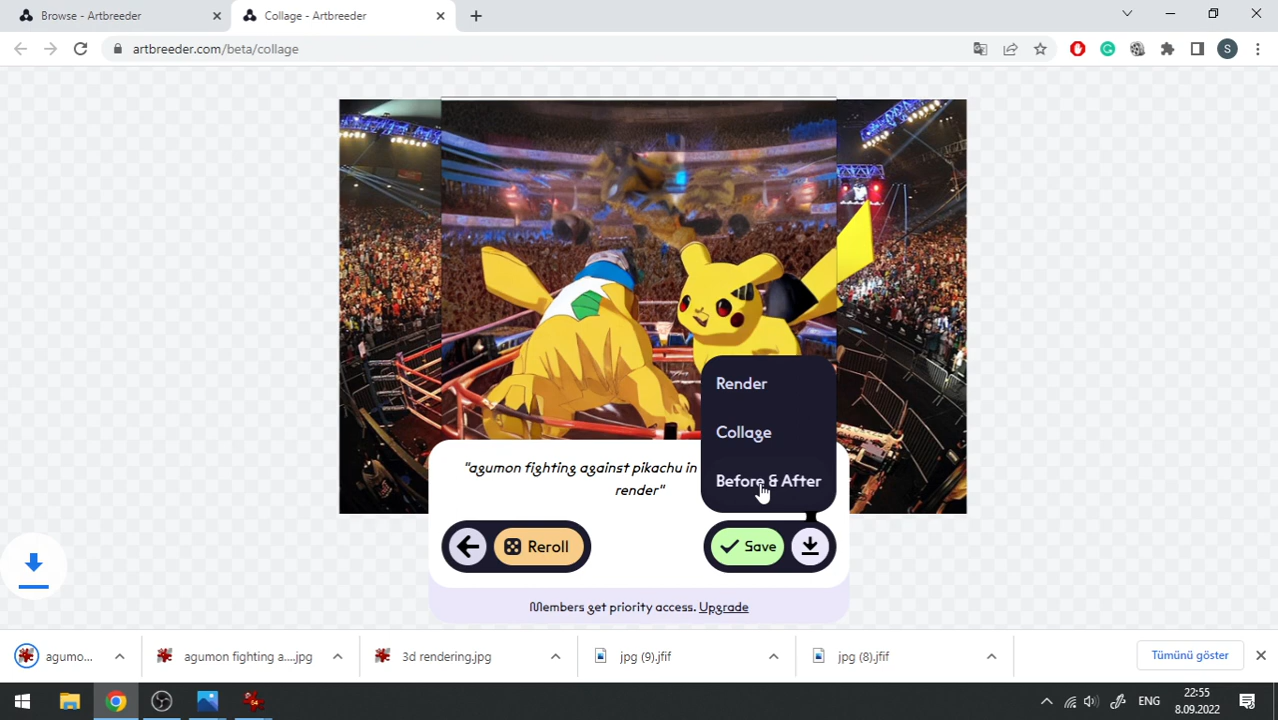 Browse - Artbreeder
Collage - Artbreeder
artbreeder.com/beta/collage
S
Render
Collage
Before & After
"agumon fighting against pikachu in
render"
Reroll
Save
Members get priority access. Upgrade
agumo...
agumon fighting a....jpg
3d rendering.jpg
jpg (9).jfif
jpg (8).jfif
Tümünü göster
64
ENG
22:55
8.09.2022